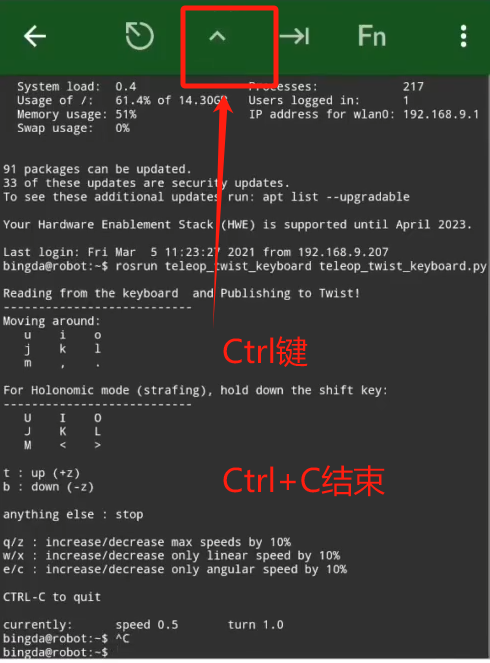 Fn
System load:  0.4    Processes:    217
Usage of /:   61.4% of 14.30GB   Users logged in:    1
Memory usage: 51%    IP address for wlan0: 192.168.9.1
Swap usage:   0%
91 packages can be updated.
33 of these updates are security updates.
To see these additional updates run: apt list --upgradable
Your Hardware Enablement Stack (HWE) is supported until April 2023.
Last login: Fri Mar  5 11:23:27 2021 from 192.168.9.207
bingda@robot:~$ rosrun teleop_twist_keyboard teleop_twist_keyboard.py
Reading from the keyboard  and Publishing to Twist!
---------------------------
Moving around:
u    i    o
j    k    l
m    ,    .
Ctrl键
For Holonomic mode (strafing), hold down the shift key:
---------------------------
U    I    O
J    K    L
M    <    >
t : up (+z)
b : down (-z)
Ctrl+C结束
anything else : stop
q/z : increase/decrease max speeds by 10%
w/x : increase/decrease only linear speed by 10%
e/c : increase/decrease only angular speed by 10%
CTRL-C to quit
currently:    speed 0.5    turn 1.0
bingda@robot:~$ ^C
bingda@robot:~$